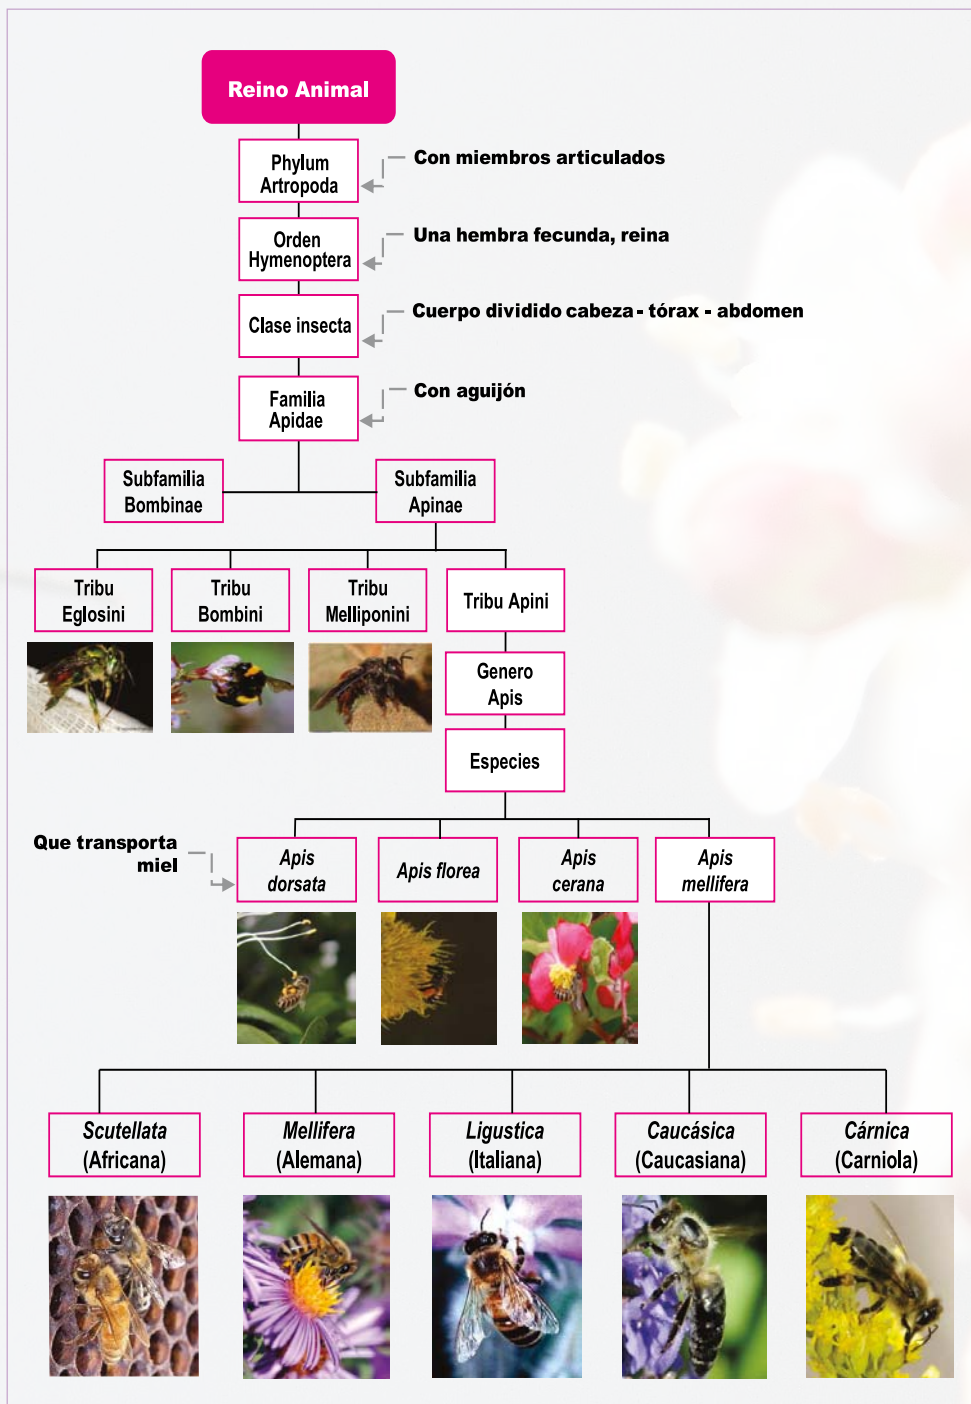 Reino Animal
Phylum
Artropoda
Con miembros articulados
Orden
Hymenoptera
Una hembra fecunda, reina
Clase insecta
Cuerpo dividido cabeza - tórax - abdomen
Familia
Apidae
Con aguijón
Subfamilia
Bombinae
Subfamilia
Apinae
Tribu
Eglosini
Tribu
Bombini
Tribu
Melliponini
Tribu Apini
Genero
Apis
Especies
Que transporta
miel
Apis
dorsata
Apis florea
Apis
cerana
Apis
mellifera
Scutellata
(Africana)
Mellifera
(Alemana)
Ligustica
(Italiana)
Caucásica
(Caucasiana)
Cárnica
(Carniola)